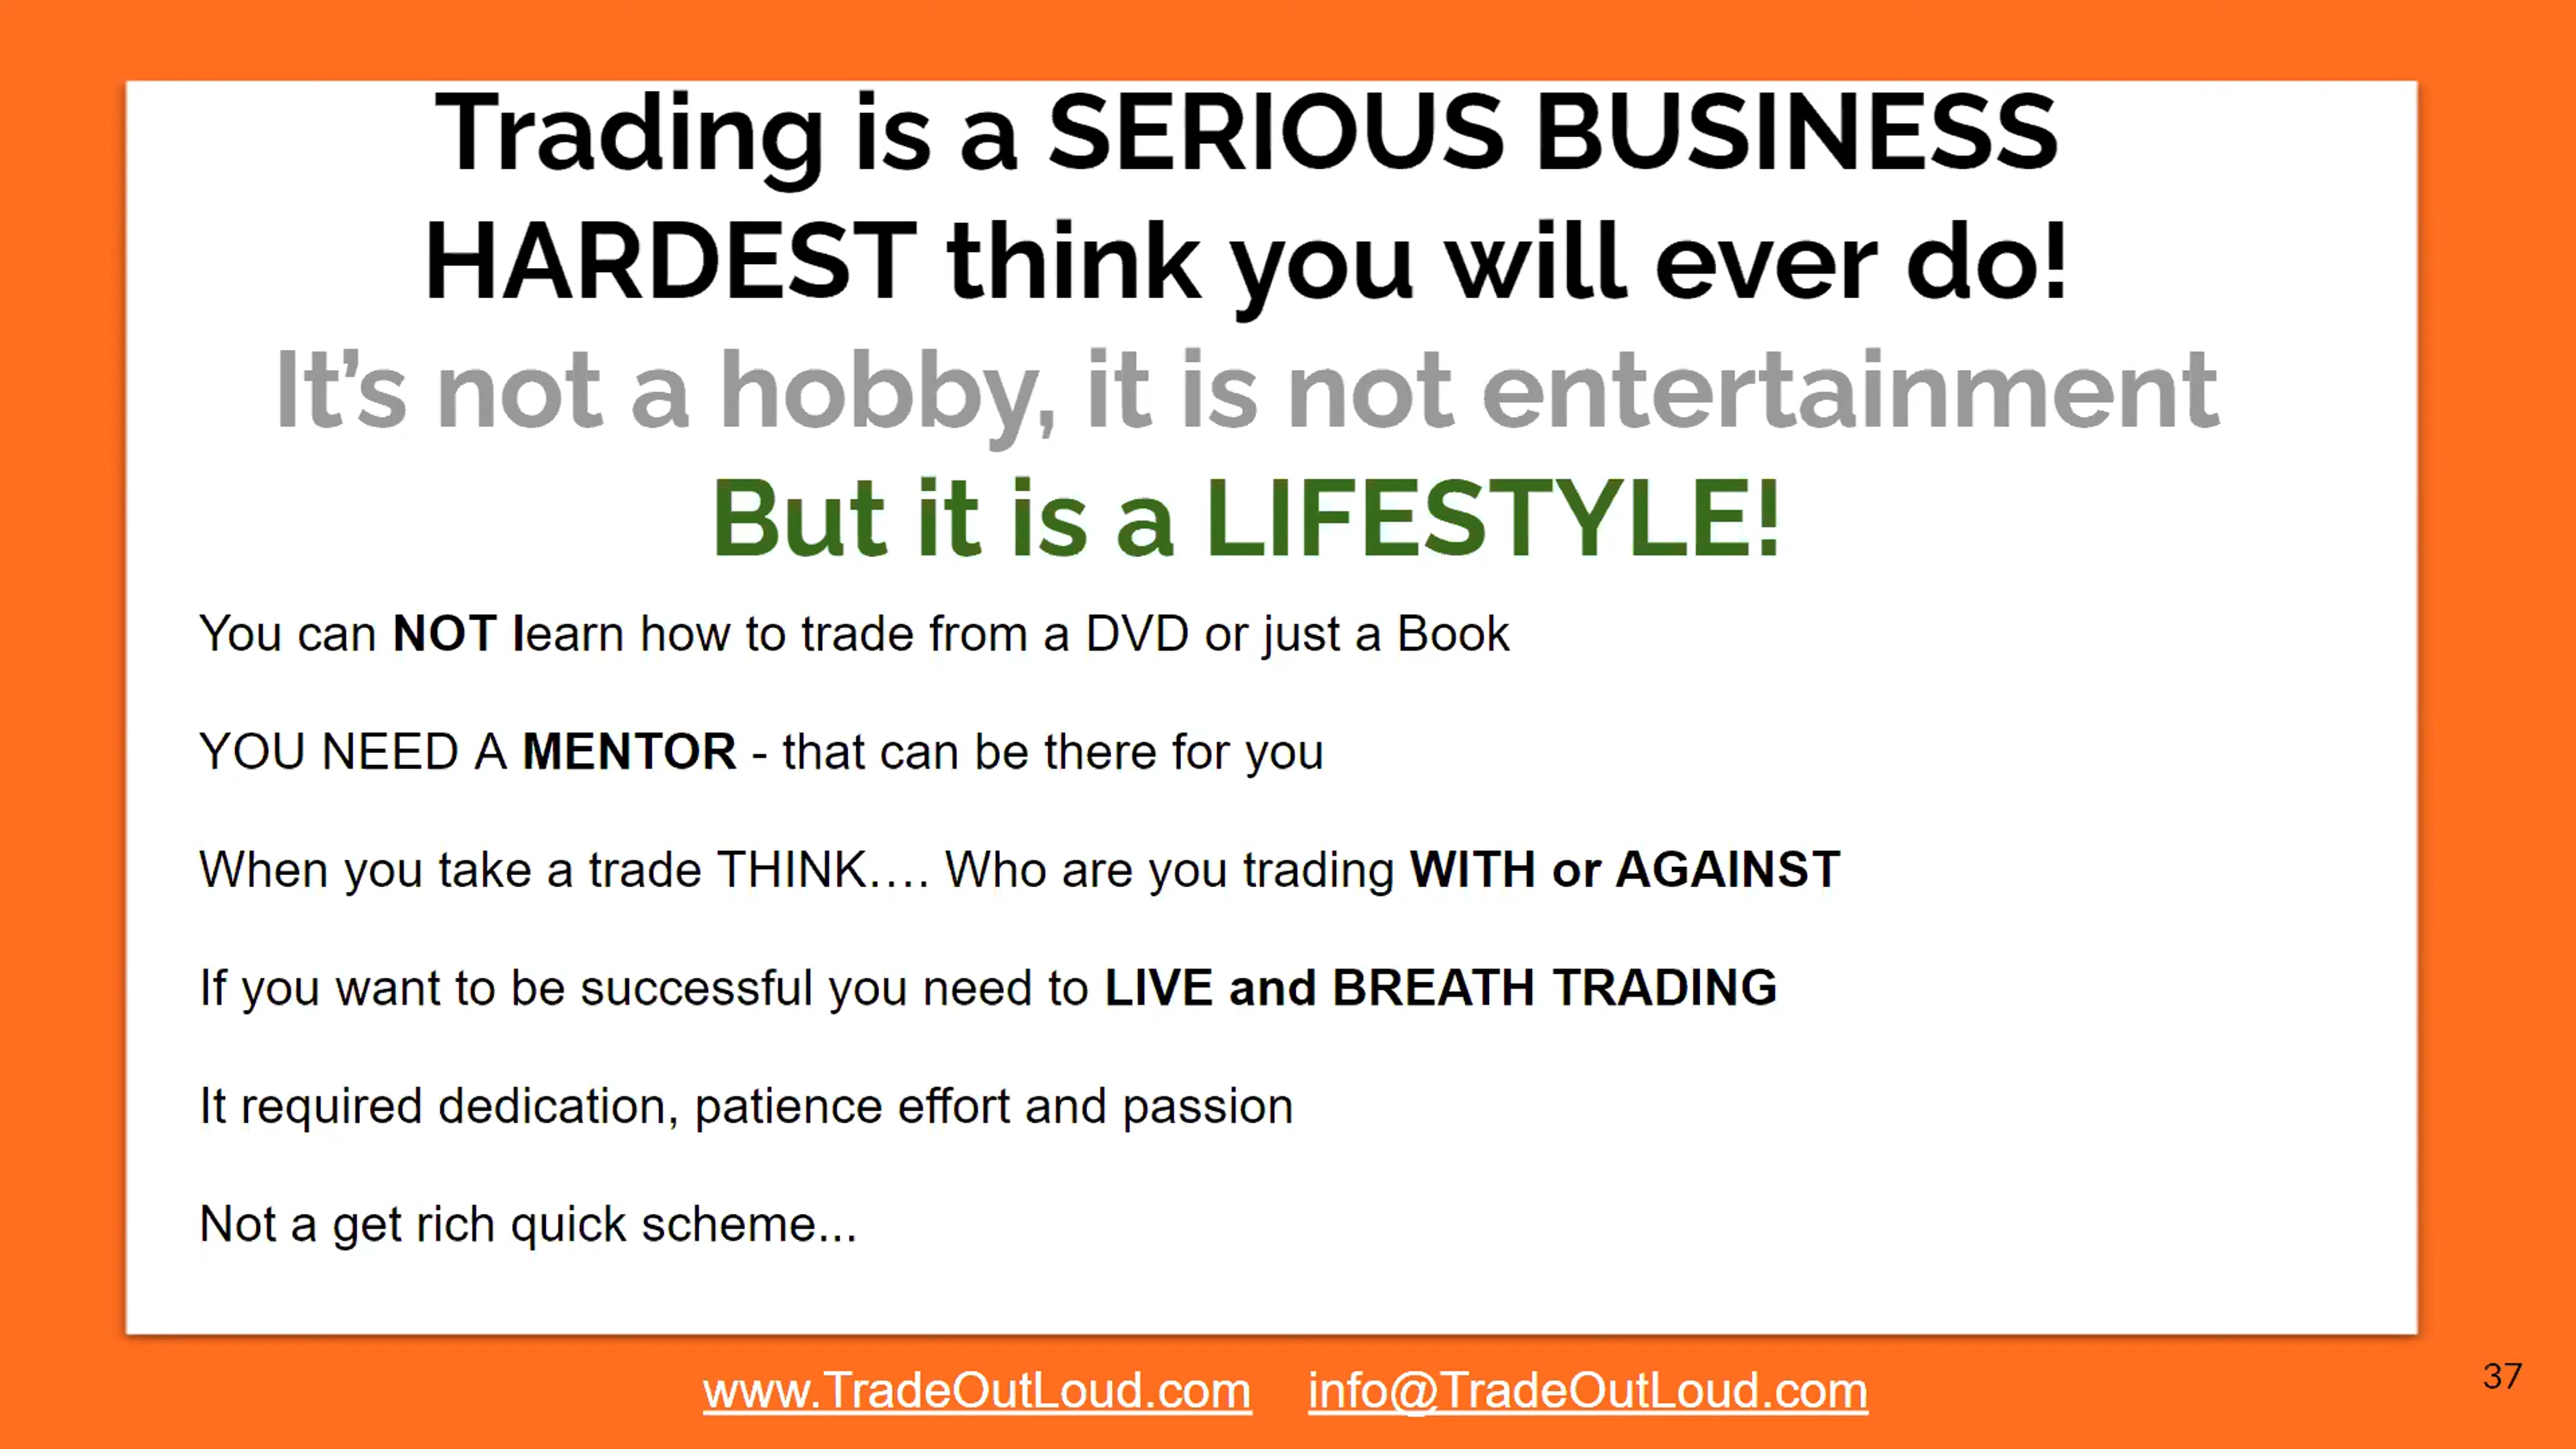 Trading is a SERIOUS BUSINESS
HARDEST think you will ever do!
It’s not a hobby, it is not entertainment
But it is a LIFESTYLE!
You can NOT learn how to trade from a DVD or just a Book
YOU NEED A MENTOR - that can be there for you
When you take a trade THINK.... Who are you trading WITH or AGAINST
If you want to be successful you need to LIVE and BREATH TRADING
It required dedication, patience effort and passion
Not a get rich quick scheme...
www.TradeOutLoud.com info@TradeOutLoud.com
37